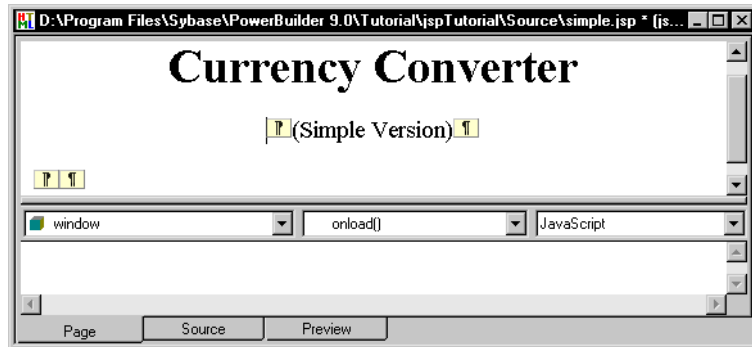 D:\Program Files\Sybase\PowerBuilder 9.0\Tutorial\jspTutorial\Source\simple.jsp * (js...
Currency Converter
(Simple Version) ¶
¶
window onload() JavaScript
Page Source Preview